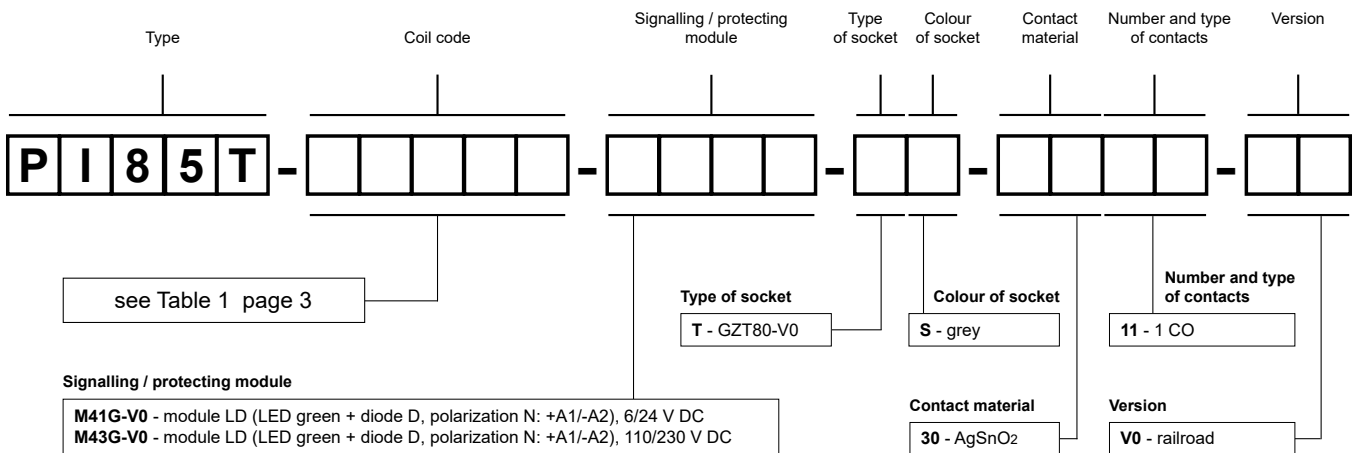 Type
Coil code
Signalling / protecting
module
Type
of socket
Colour
of socket
Contact
material
Number and type
of contacts
Version
P I 8 5 T - - - - -
see Table 1 page 3
Type of socket
T - GZT80-V0
Colour of socket
S - grey
Number and type
of contacts
11 - 1 CO
Signalling / protecting module
M41G-V0 - module LD (LED green + diode D, polarization N: +A1/-A2), 6/24 V DC
M43G-V0 - module LD (LED green + diode D, polarization N: +A1/-A2), 110/230 V DC
Contact material
30 - AgSnO2
Version
V0 - railroad